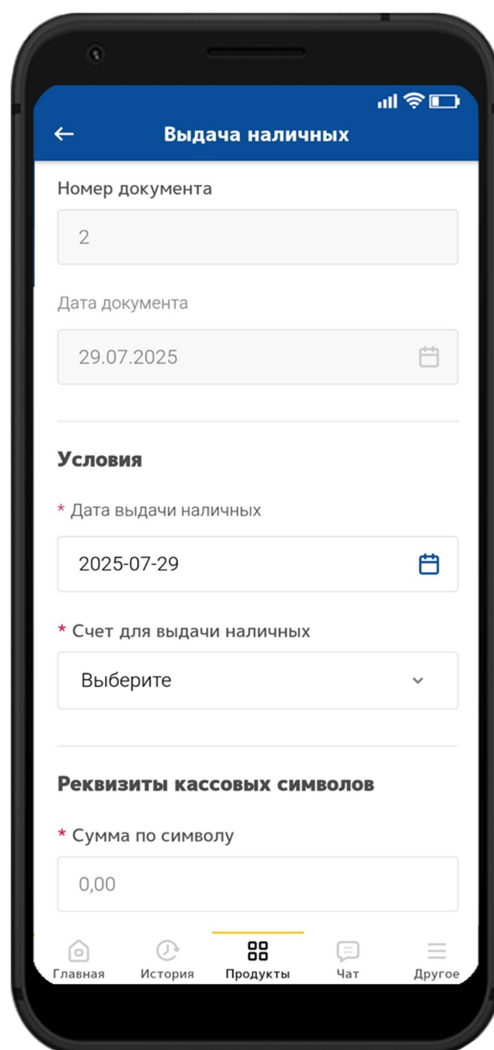 Выдача наличных
Номер документа
2
Дата документа
29.07.2025
Условия
* Дата выдачи наличных
2025-07-29
* Счет для выдачи наличных
Выберите
Реквизиты кассовых символов
* Сумма по символу
0,00
Главная История Продукты Чат Другое